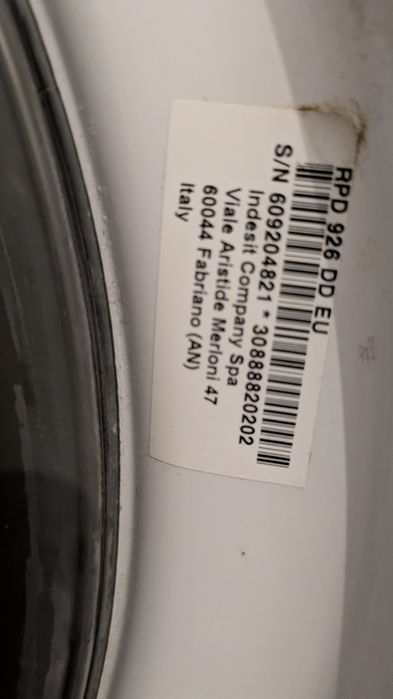 RPD 926 DD EU
S/N 609204821 * 30888820202
Indesit Company Spa
Viale Aristide Merloni 47
60044 Fabriano (AN)
Italy